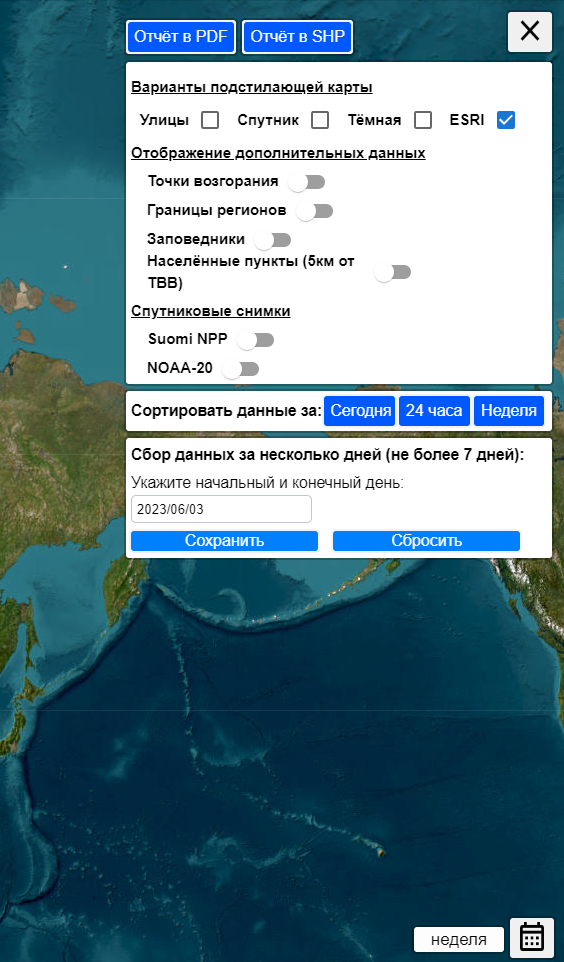 Отчёт в PDF Отчёт в SHP
Варианты подстилающей карты
Улицы Спутник Тёмная ESRI
Отображение дополнительных данных
Точки возгорания
Границы регионов
Заповедники
Населённые пункты (5км от
ТВВ)
Спутниковые снимки
Suomi NPP
NOAA-20
Сортировать данные за: Сегодня 24 часа Неделя
Сбор данных за несколько дней (не более 7 дней):
Укажите начальный и конечный день:
2023/06/03
Сохранить Сбросить
неделя